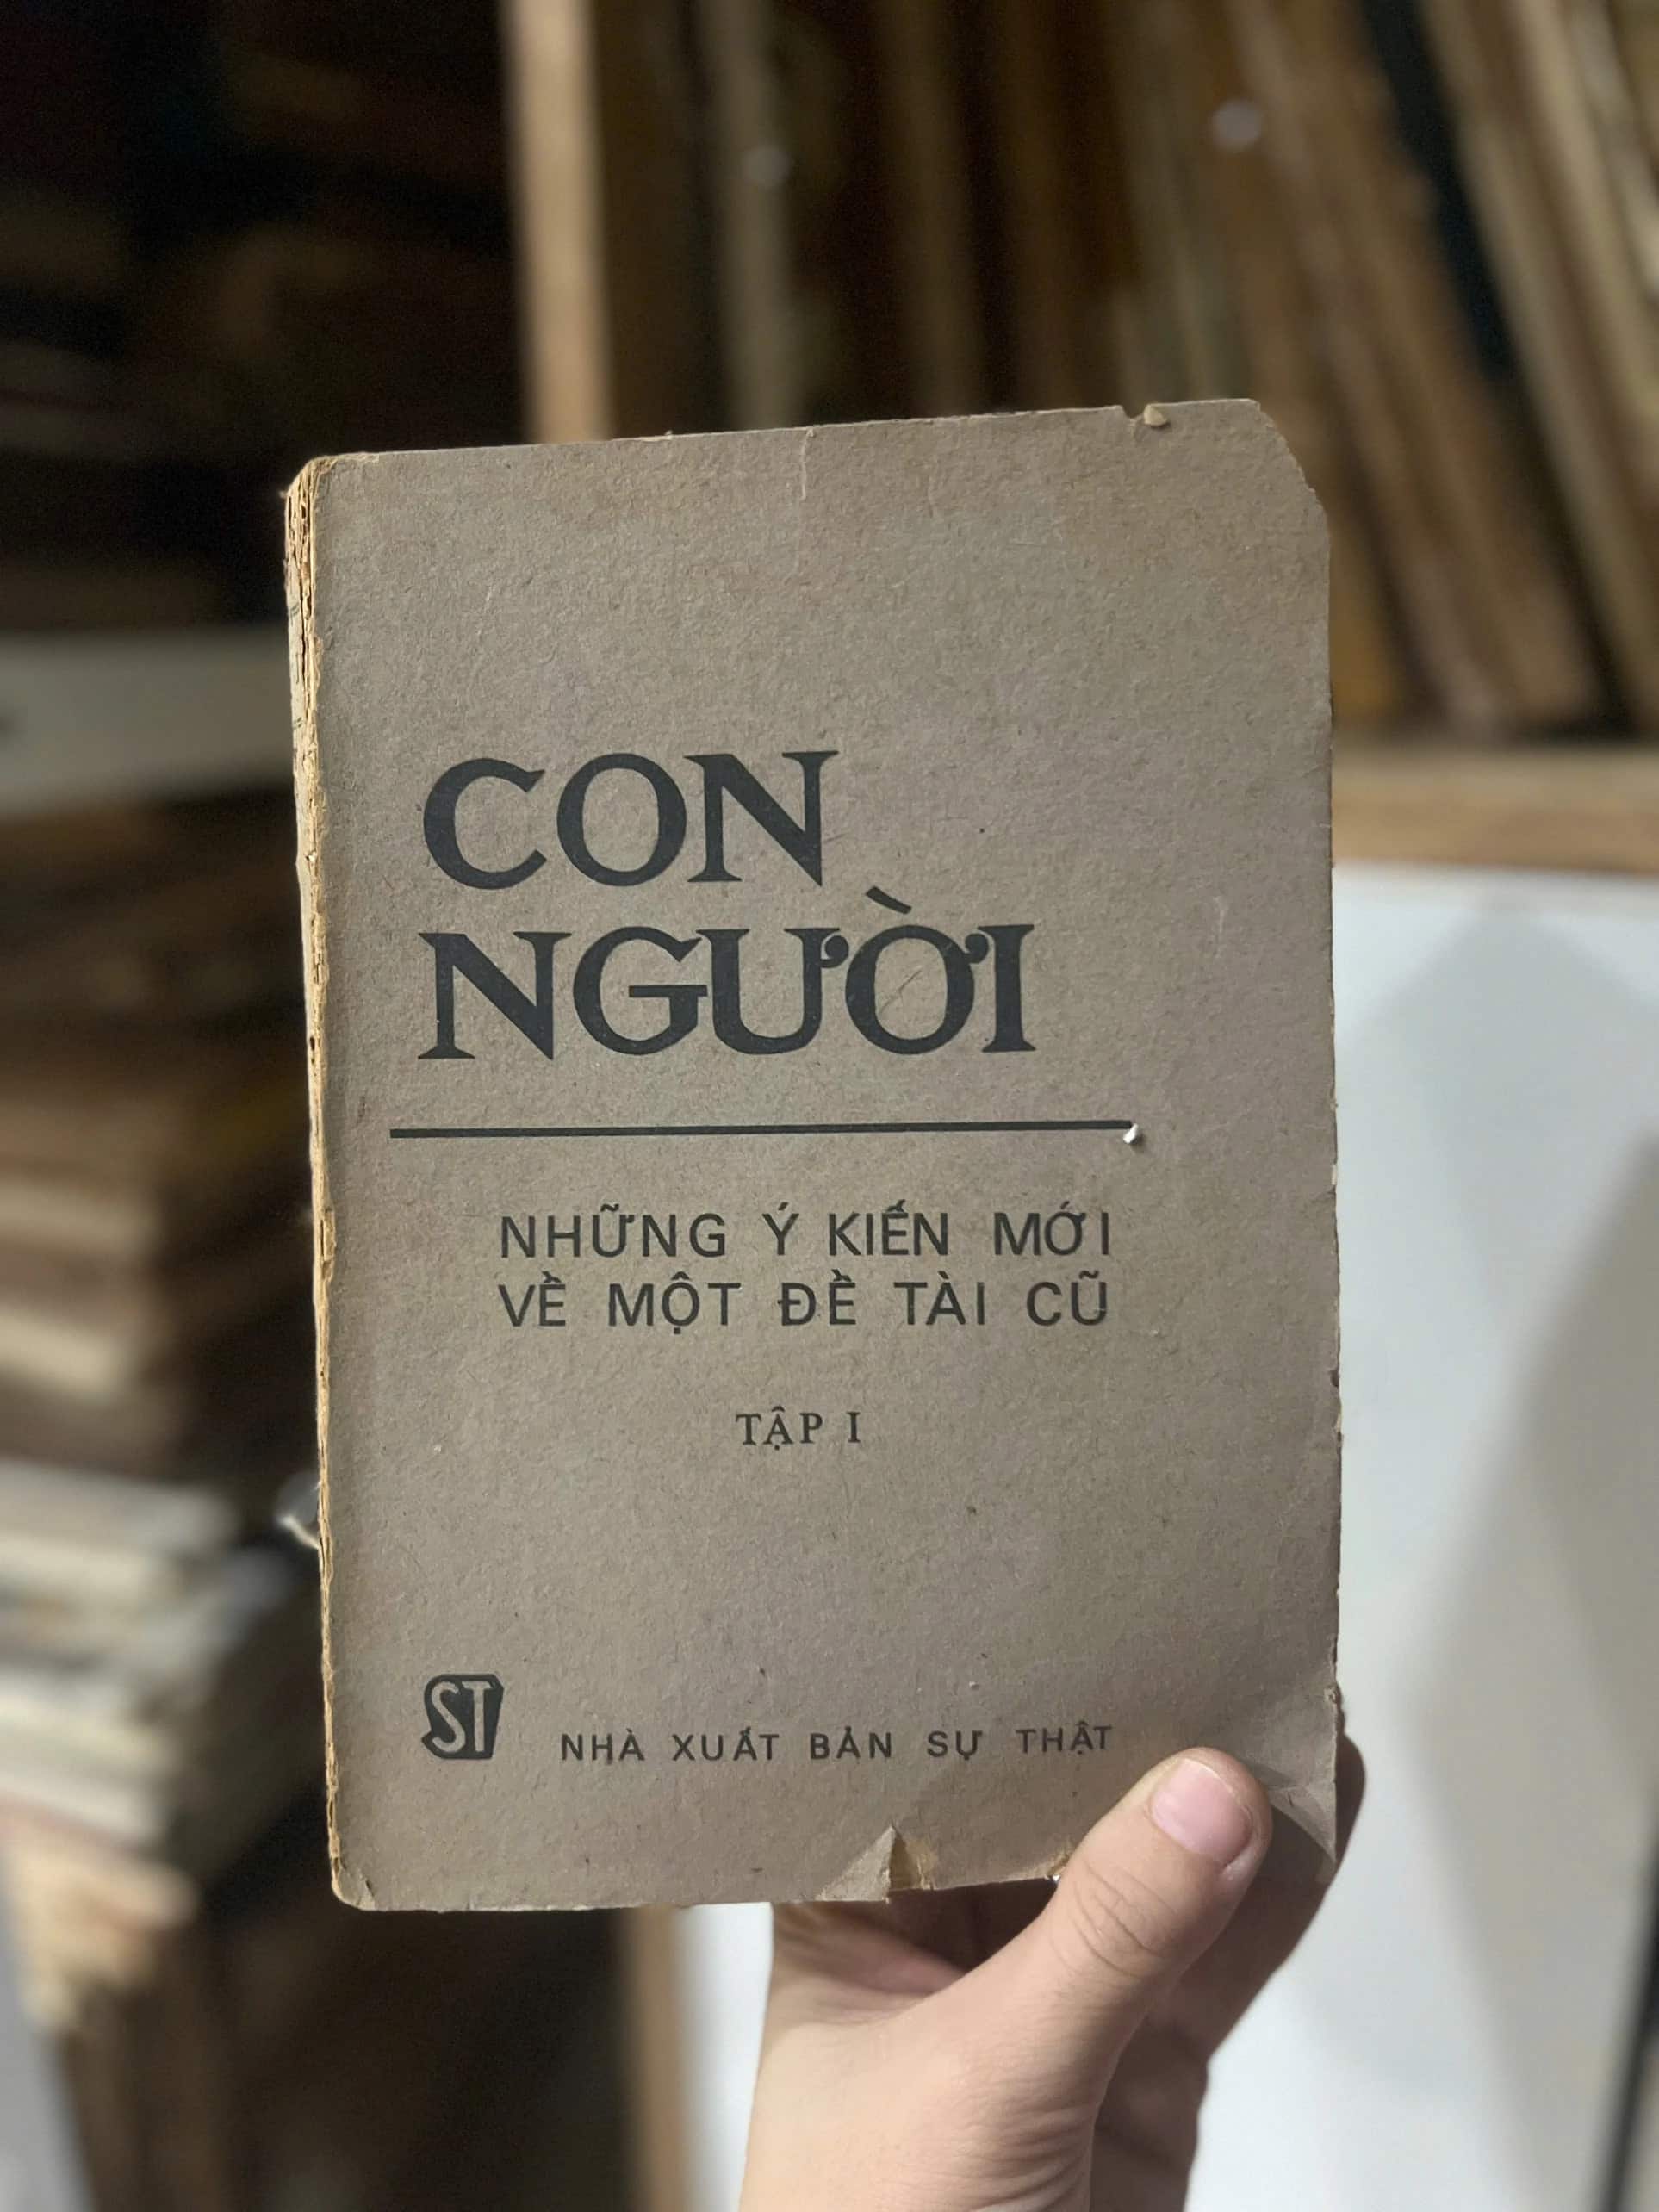 CON
NGƯỜI
NHỮNG Ý KIẾN MỚI
VỀ MỘT ĐỀ TÀI CŨ
TẬP I
ST
NHÀ XUẤT BẢN SỰ THẬT